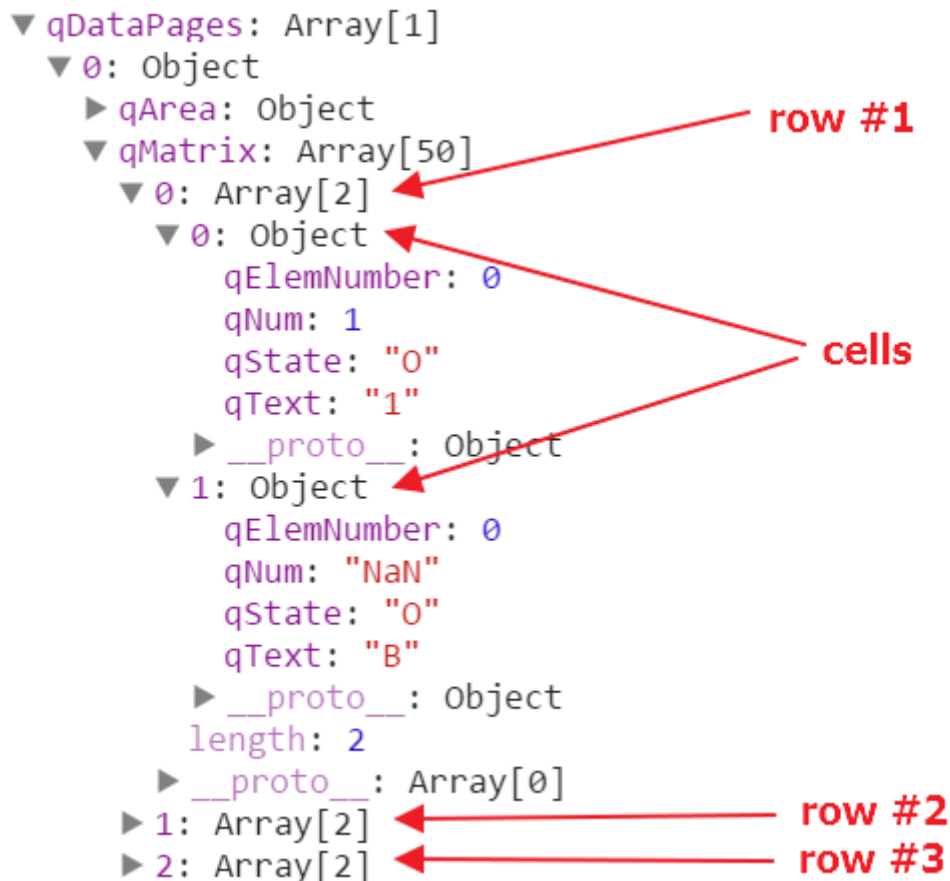 ▼ qDataPages: Array[1]
▼ 0: Object
▶ qArea: Object
row #1
▼ qMatrix: Array[50]
▼ 0: Array[2]
▼ 0: Object
qElemNumber: 0
qNum: 1
cells
qState: "O"
qText: "1"
▶ __proto__: Object
▼ 1: Object
qElemNumber: 0
qNum: "NaN"
qState: "O"
qText: "B"
▶ __proto__: Object
length: 2
▶ __proto__: Array[0]
▶ 1: Array[2] row #2
▶ 2: Array[2] row #3